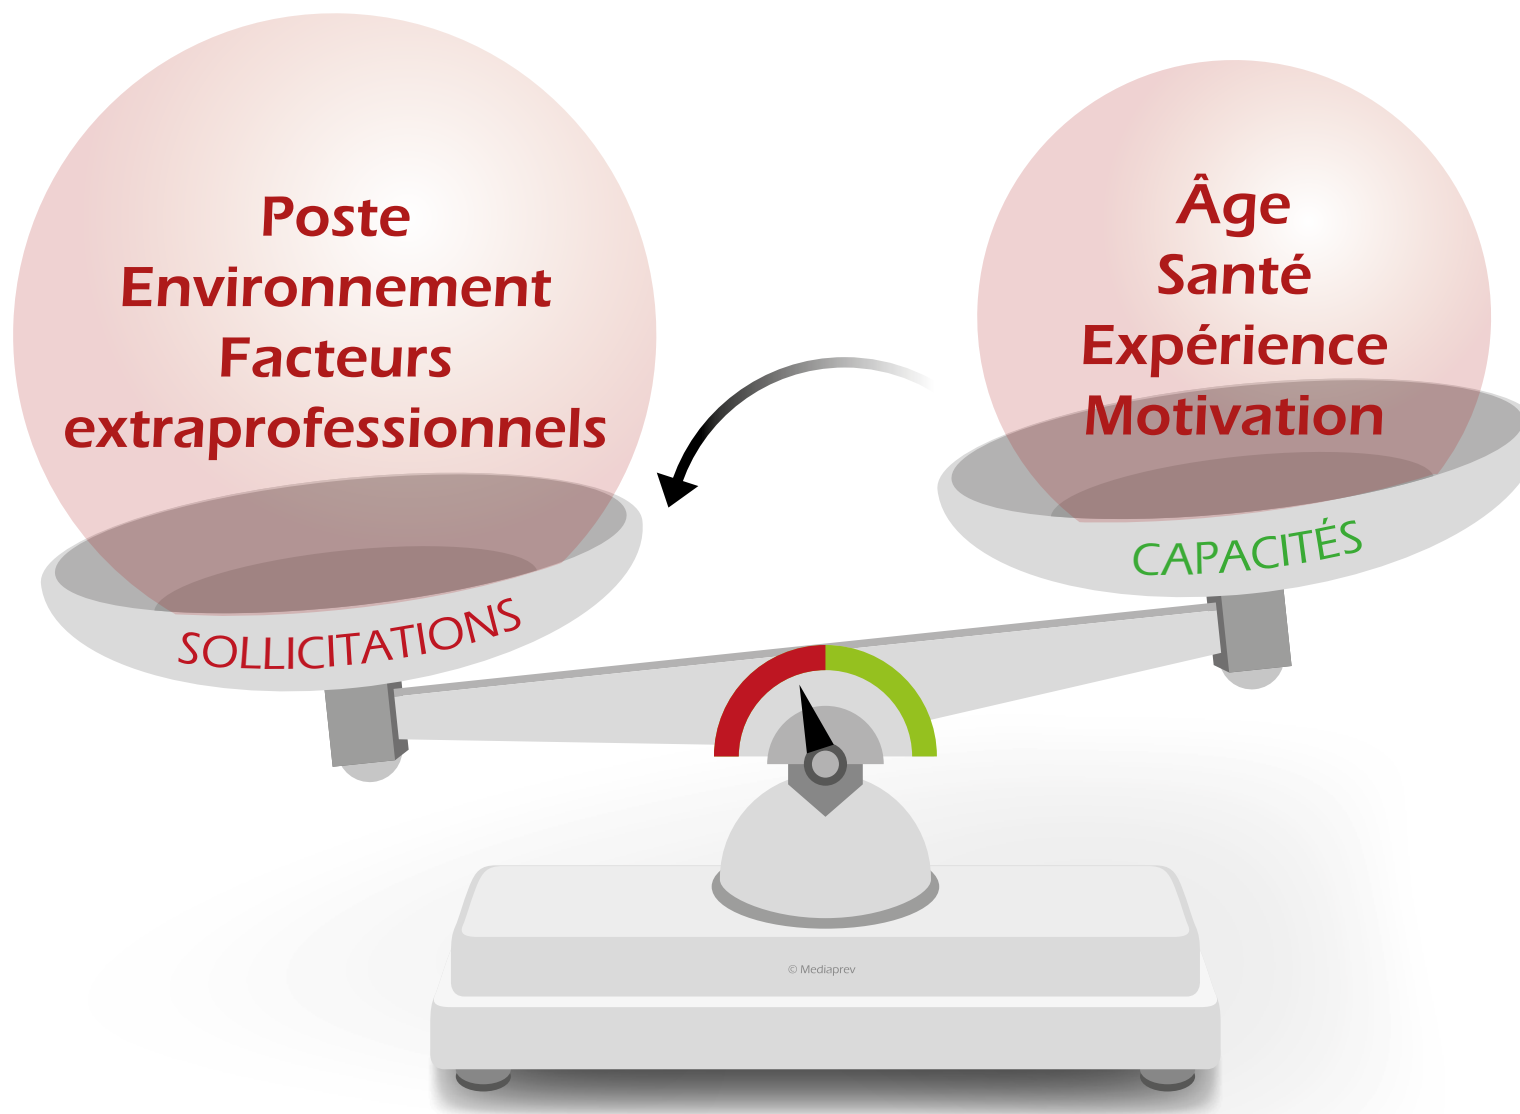 Poste
Environnement
Facteurs
extraprofessionnels
SOLLICITATIONS
Âge
Santé
Expérience
Motivation
CAPACITÉS
© Mediaprev